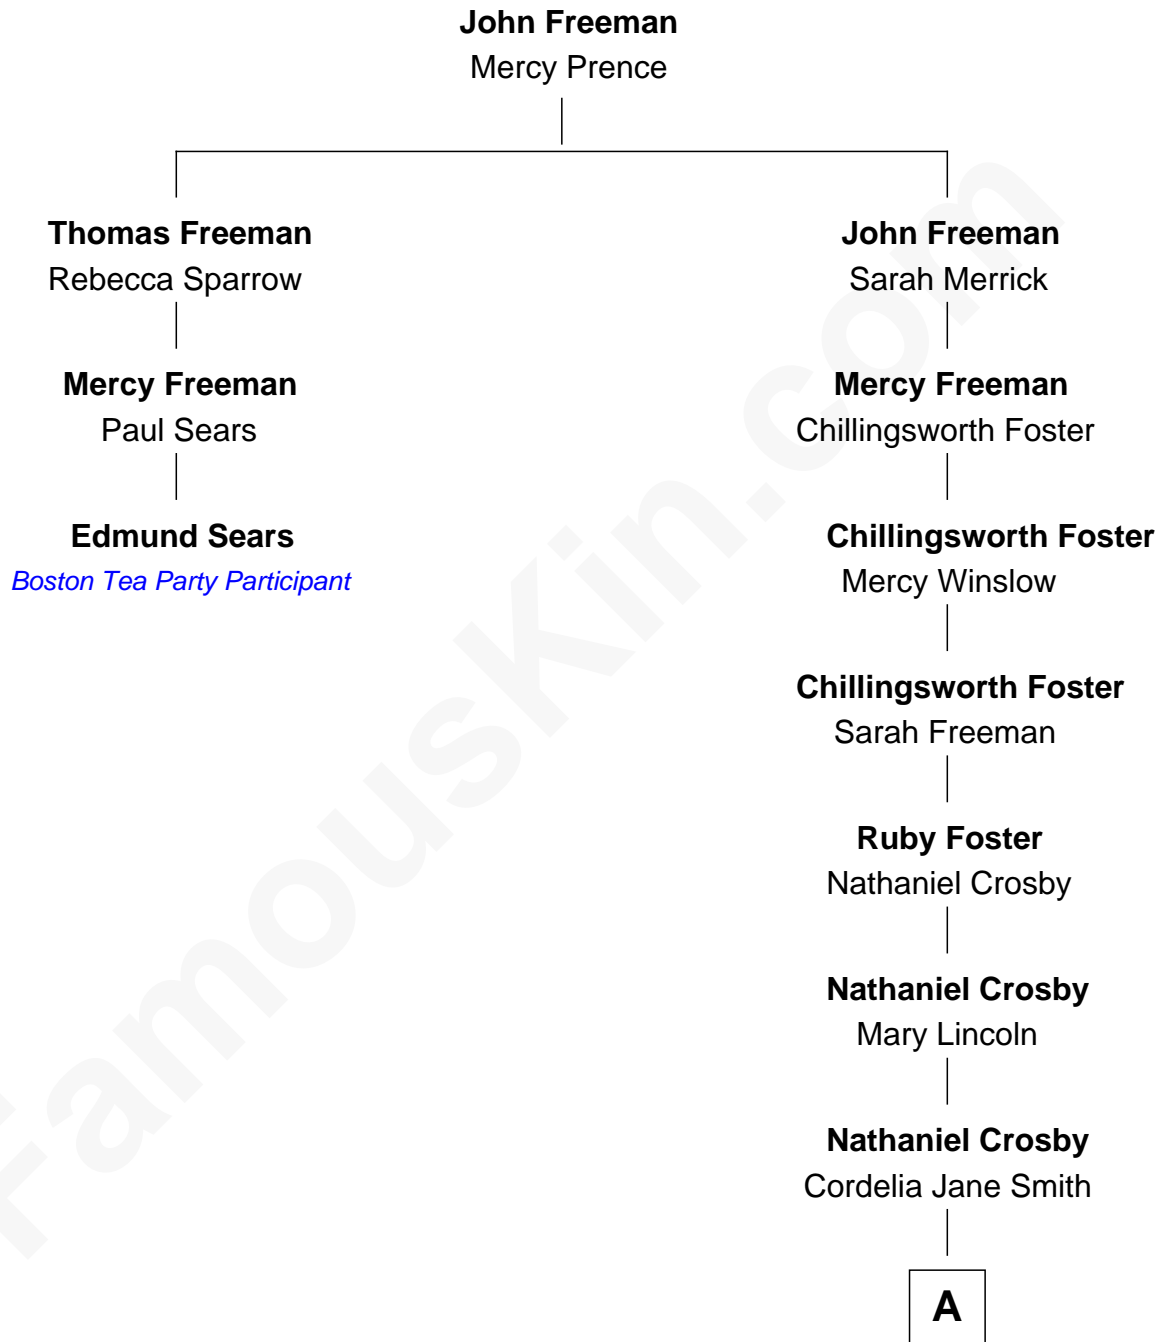 John Freeman
Mercy Prence
Thomas Freeman
Rebecca Sparrow
Mercy Freeman
Paul Sears
Edmund Sears
Boston Tea Party Participant
John Freeman
Sarah Merrick
Mercy Freeman
Chillingsworth Foster
Chillingsworth Foster
Mercy Winslow
Chillingsworth Foster
Sarah Freeman
Ruby Foster
Nathaniel Crosby
Nathaniel Crosby
Mary Lincoln
Nathaniel Crosby
Cordelia Jane Smith
A
FamousKin.com